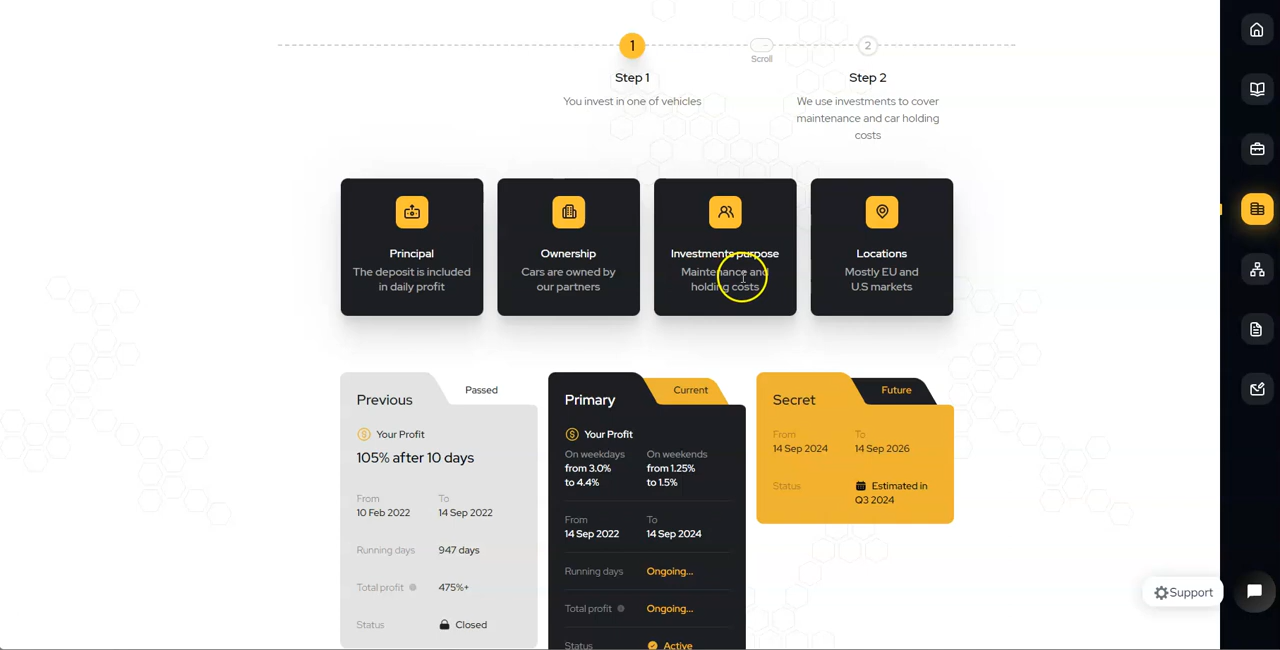 1
2
Scroll
Step 1
Step 2
You invest in one of vehicles
We use investments to cover
maintenance and car holding
costs
Principal
The deposit is included
in daily profit
Ownership
Cars are owned by
our partners
Investments purpose
Maintenance and
holding costs
Locations
Mostly EU and
U.S markets
Previous
Passed
Your Profit
105% after 10 days
From
To
10 Feb 2022
14 Sep 2022
Running days
947 days
Total profit
475%+
Status
Closed
Primary
Current
Your Profit
On weekdays
On weekends
from 3.0%
from 1.25%
to 4.4%
to 1.5%
From
To
14 Sep 2022
14 Sep 2024
Running days
Ongoing...
Total profit
Ongoing...
Status
Active
Secret
Future
From
To
14 Sep 2024
14 Sep 2026
Status
Estimated in
Q3 2024
Support